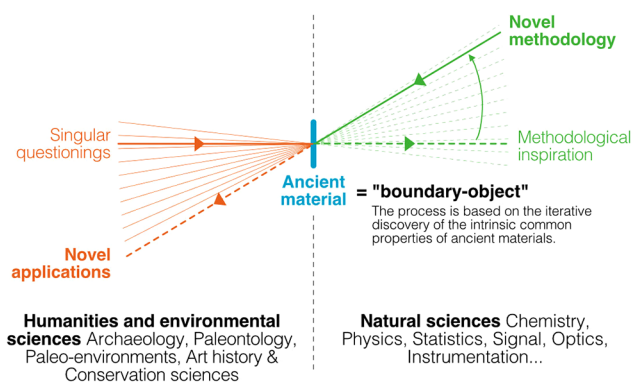 Novel
methodology
Singular
questionings
Methodological
inspiration
Ancient
material
= "boundary-object"
The process is based on the iterative
discovery of the intrinsic common
properties of ancient materials.
Novel
applications
Humanities and environmental
sciences Archaeology, Paleontology,
Paleo-environments, Art history &
Conservation sciences
Natural sciences Chemistry,
Physics, Statistics, Signal, Optics,
Instrumentation...